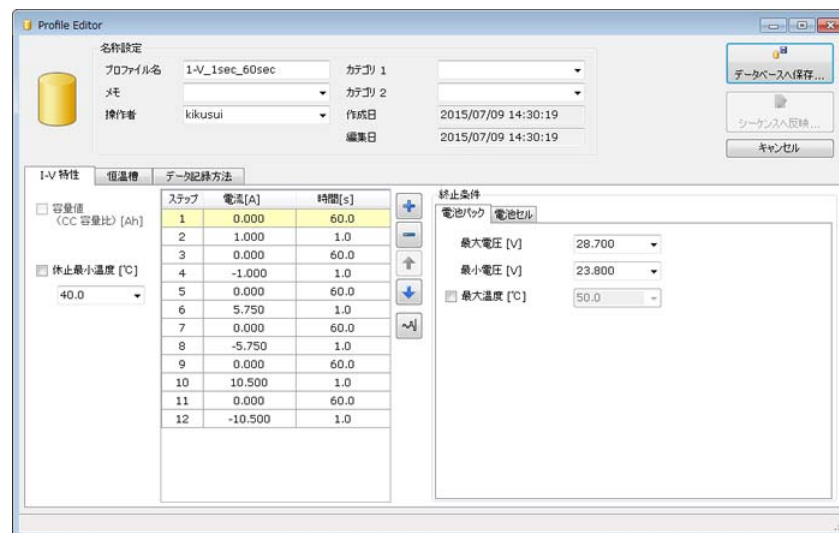 Profile Editor
名称設定
プロファイル名 1-V_1sec_60sec カテゴリ 1
メモ カテゴリ 2
操作者 kikusui 作成日 2015/07/09 14:30:19
編集日 2015/07/09 14:30:19
データベースへ保存...
シーケンスへ反映...
キャンセル
I-V 特性 恒温槽 データ記録方法
容量値
(CC 容量比) [Ah]
休止最小温度 [℃]
40.0
ステップ 電流[A] 時間[s]
1 0.000 60.0
2 1.000 1.0
3 0.000 60.0
4 -1.000 1.0
5 0.000 60.0
6 5.750 1.0
7 0.000 60.0
8 -5.750 1.0
9 0.000 60.0
10 10.500 1.0
11 0.000 60.0
12 -10.500 1.0
終止条件
電池パック 電池セル
最大電圧 [V] 28.700
最小電圧 [V] 23.800
最大温度 [℃] 50.0